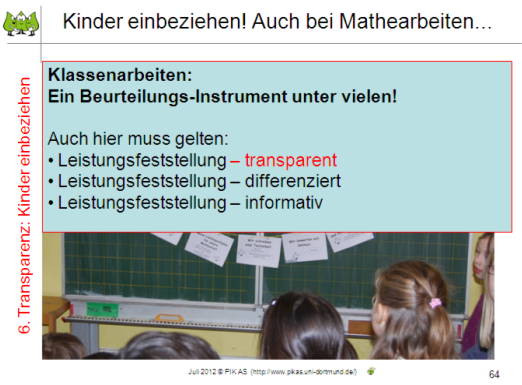 Kinder einbeziehen! Auch bei Mathearbeiten...
6. Transparenz: Kinder einbeziehen
Klassenarbeiten:
Ein Beurteilungs-Instrument unter vielen!
Auch hier muss gelten:
• Leistungsfeststellung – transparent
• Leistungsfeststellung – differenziert
• Leistungsfeststellung – informativ
Juli 2012 © PIK AS (http://www.pikas.uni-dortmund.de/)
64